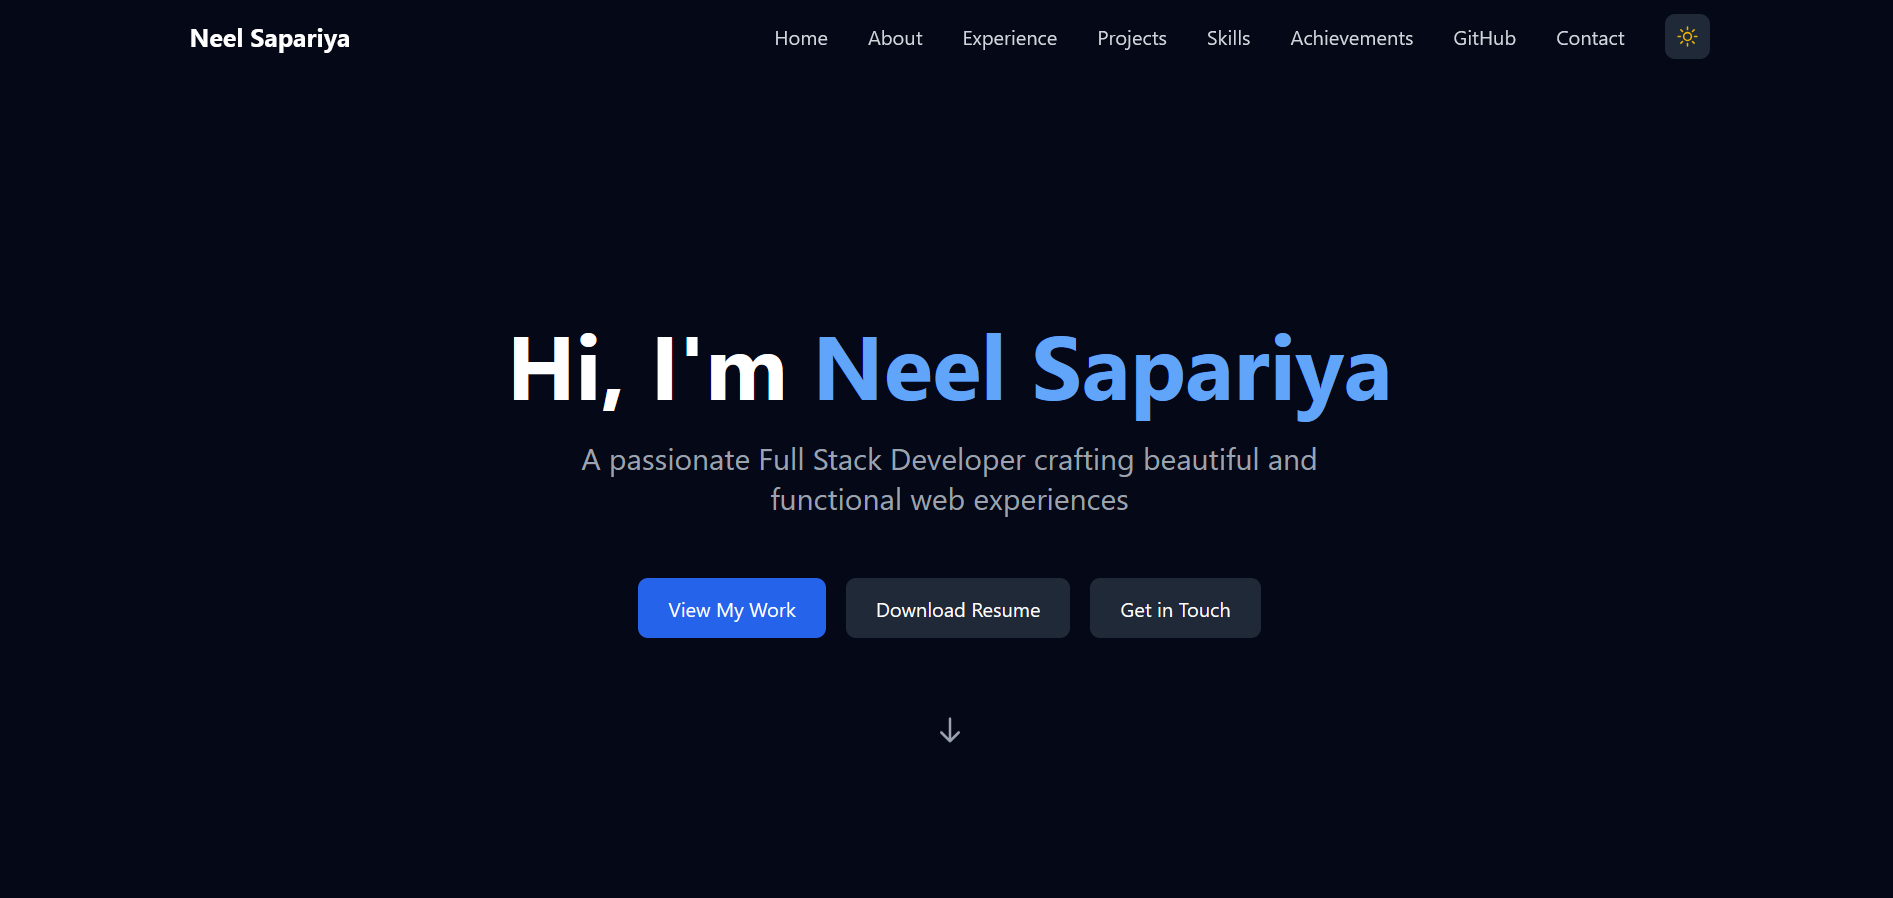 Neel Sapariya
Home About Experience Projects Skills Achievements GitHub Contact
Hi, I'm Neel Sapariya
A passionate Full Stack Developer crafting beautiful and
functional web experiences
View My Work Download Resume Get in Touch